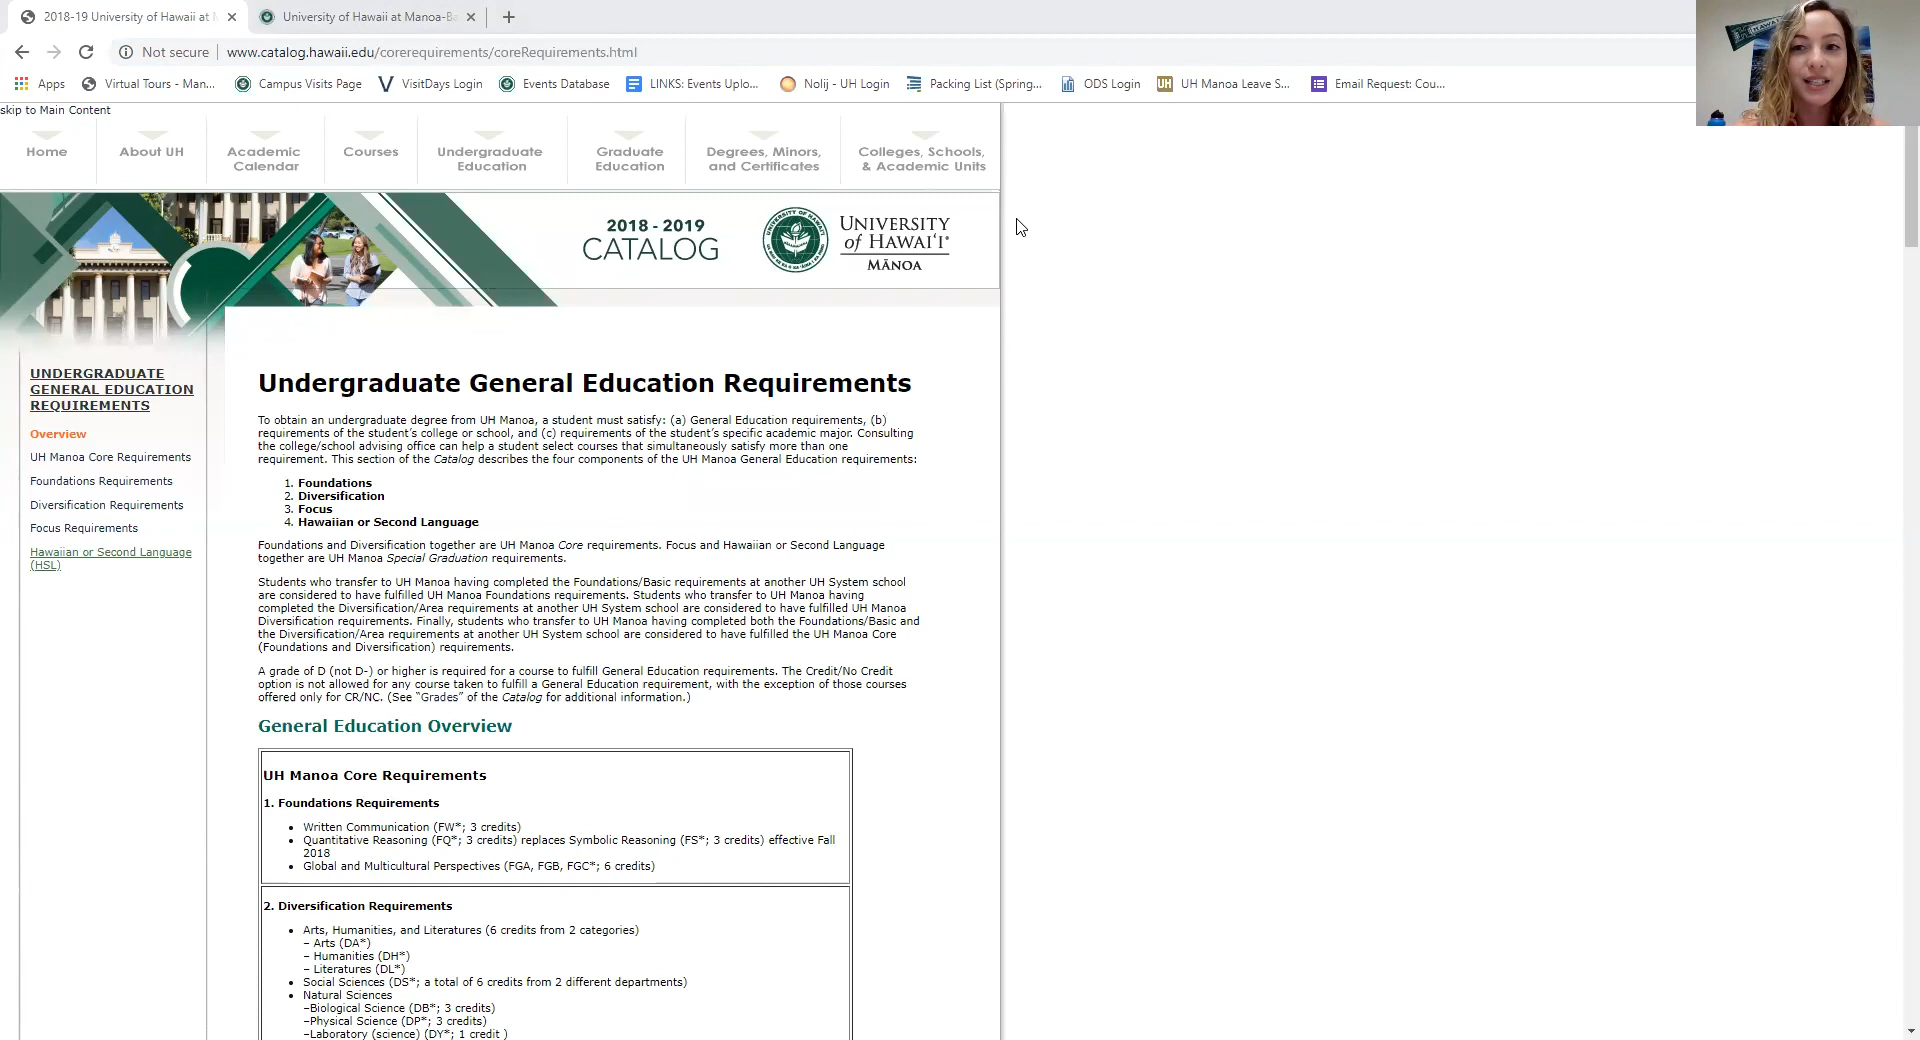 2018-19 University of Hawaii at
University of Hawaii at Manoa-Ba
Not secure
www.catalog.hawaii.edu/corerequirements/coreRequirements.html
Apps
Virtual Tours - Man...
Campus Visits Page
VisitDays Login
Events Database
LINKS: Events Uplo...
Nolij - UH Login
Packing List (Spring...
ODS Login
UH Manoa Leave S...
Email Request: Cou...
skip to Main Content
Home
About UH
Academic
Calendar
Courses
Undergraduate
Education
Graduate
Education
Degrees, Minors,
and Certificates
Colleges, Schools,
& Academic Units
2018 - 2019
CATALOG
UNIVERSITY
of HAWAIʻI®
MĀNOA
UNDERGRADUATE
GENERAL EDUCATION
REQUIREMENTS
Overview
UH Manoa Core Requirements
Foundations Requirements
Diversification Requirements
Focus Requirements
Hawaiian or Second Language
(HSL)
Undergraduate General Education Requirements
To obtain an undergraduate degree from UH Manoa, a student must satisfy: (a) General Education requirements, (b)
requirements of the student's college or school, and (c) requirements of the student's specific academic major. Consulting
the college/school advising office can help a student select courses that simultaneously satisfy more than one
requirement. This section of the Catalog describes the four components of the UH Manoa General Education requirements:
1. Foundations
2. Diversification
3. Focus
4. Hawaiian or Second Language
Foundations and Diversification together are UH Manoa Core requirements. Focus and Hawaiian or Second Language
together are UH Manoa Special Graduation requirements.
Students who transfer to UH Manoa having completed the Foundations/Basic requirements at another UH System school
are considered to have fulfilled UH Manoa Foundations requirements. Students who transfer to UH Manoa having
completed the Diversification/Area requirements at another UH System school are considered to have fulfilled UH Manoa
Diversification requirements. Finally, students who transfer to UH Manoa having completed both the Foundations/Basic and
the Diversification/Area requirements at another UH System school are considered to have fulfilled the UH Manoa Core
(Foundations and Diversification) requirements.
A grade of D (not D-) or higher is required for a course to fulfill General Education requirements. The Credit/No Credit
option is not allowed for any course taken to fulfill a General Education requirement, with the exception of those courses
offered only for CR/NC. (See "Grades" of the Catalog for additional information.)
General Education Overview
UH Manoa Core Requirements
1. Foundations Requirements
• Written Communication (FW*; 3 credits)
• Quantitative Reasoning (FQ*; 3 credits) replaces Symbolic Reasoning (FS*; 3 credits) effective Fall
2018
• Global and Multicultural Perspectives (FGA, FGB, FGC*; 6 credits)
2. Diversification Requirements
• Arts, Humanities, and Literatures (6 credits from 2 categories)
– Arts (DA*)
– Humanities (DH*)
– Literatures (DL*)
• Social Sciences (DS*; a total of 6 credits from 2 different departments)
• Natural Sciences
–Biological Science (DB*; 3 credits)
–Physical Science (DP*; 3 credits)
–Laboratory (science) (DY*; 1 credit )